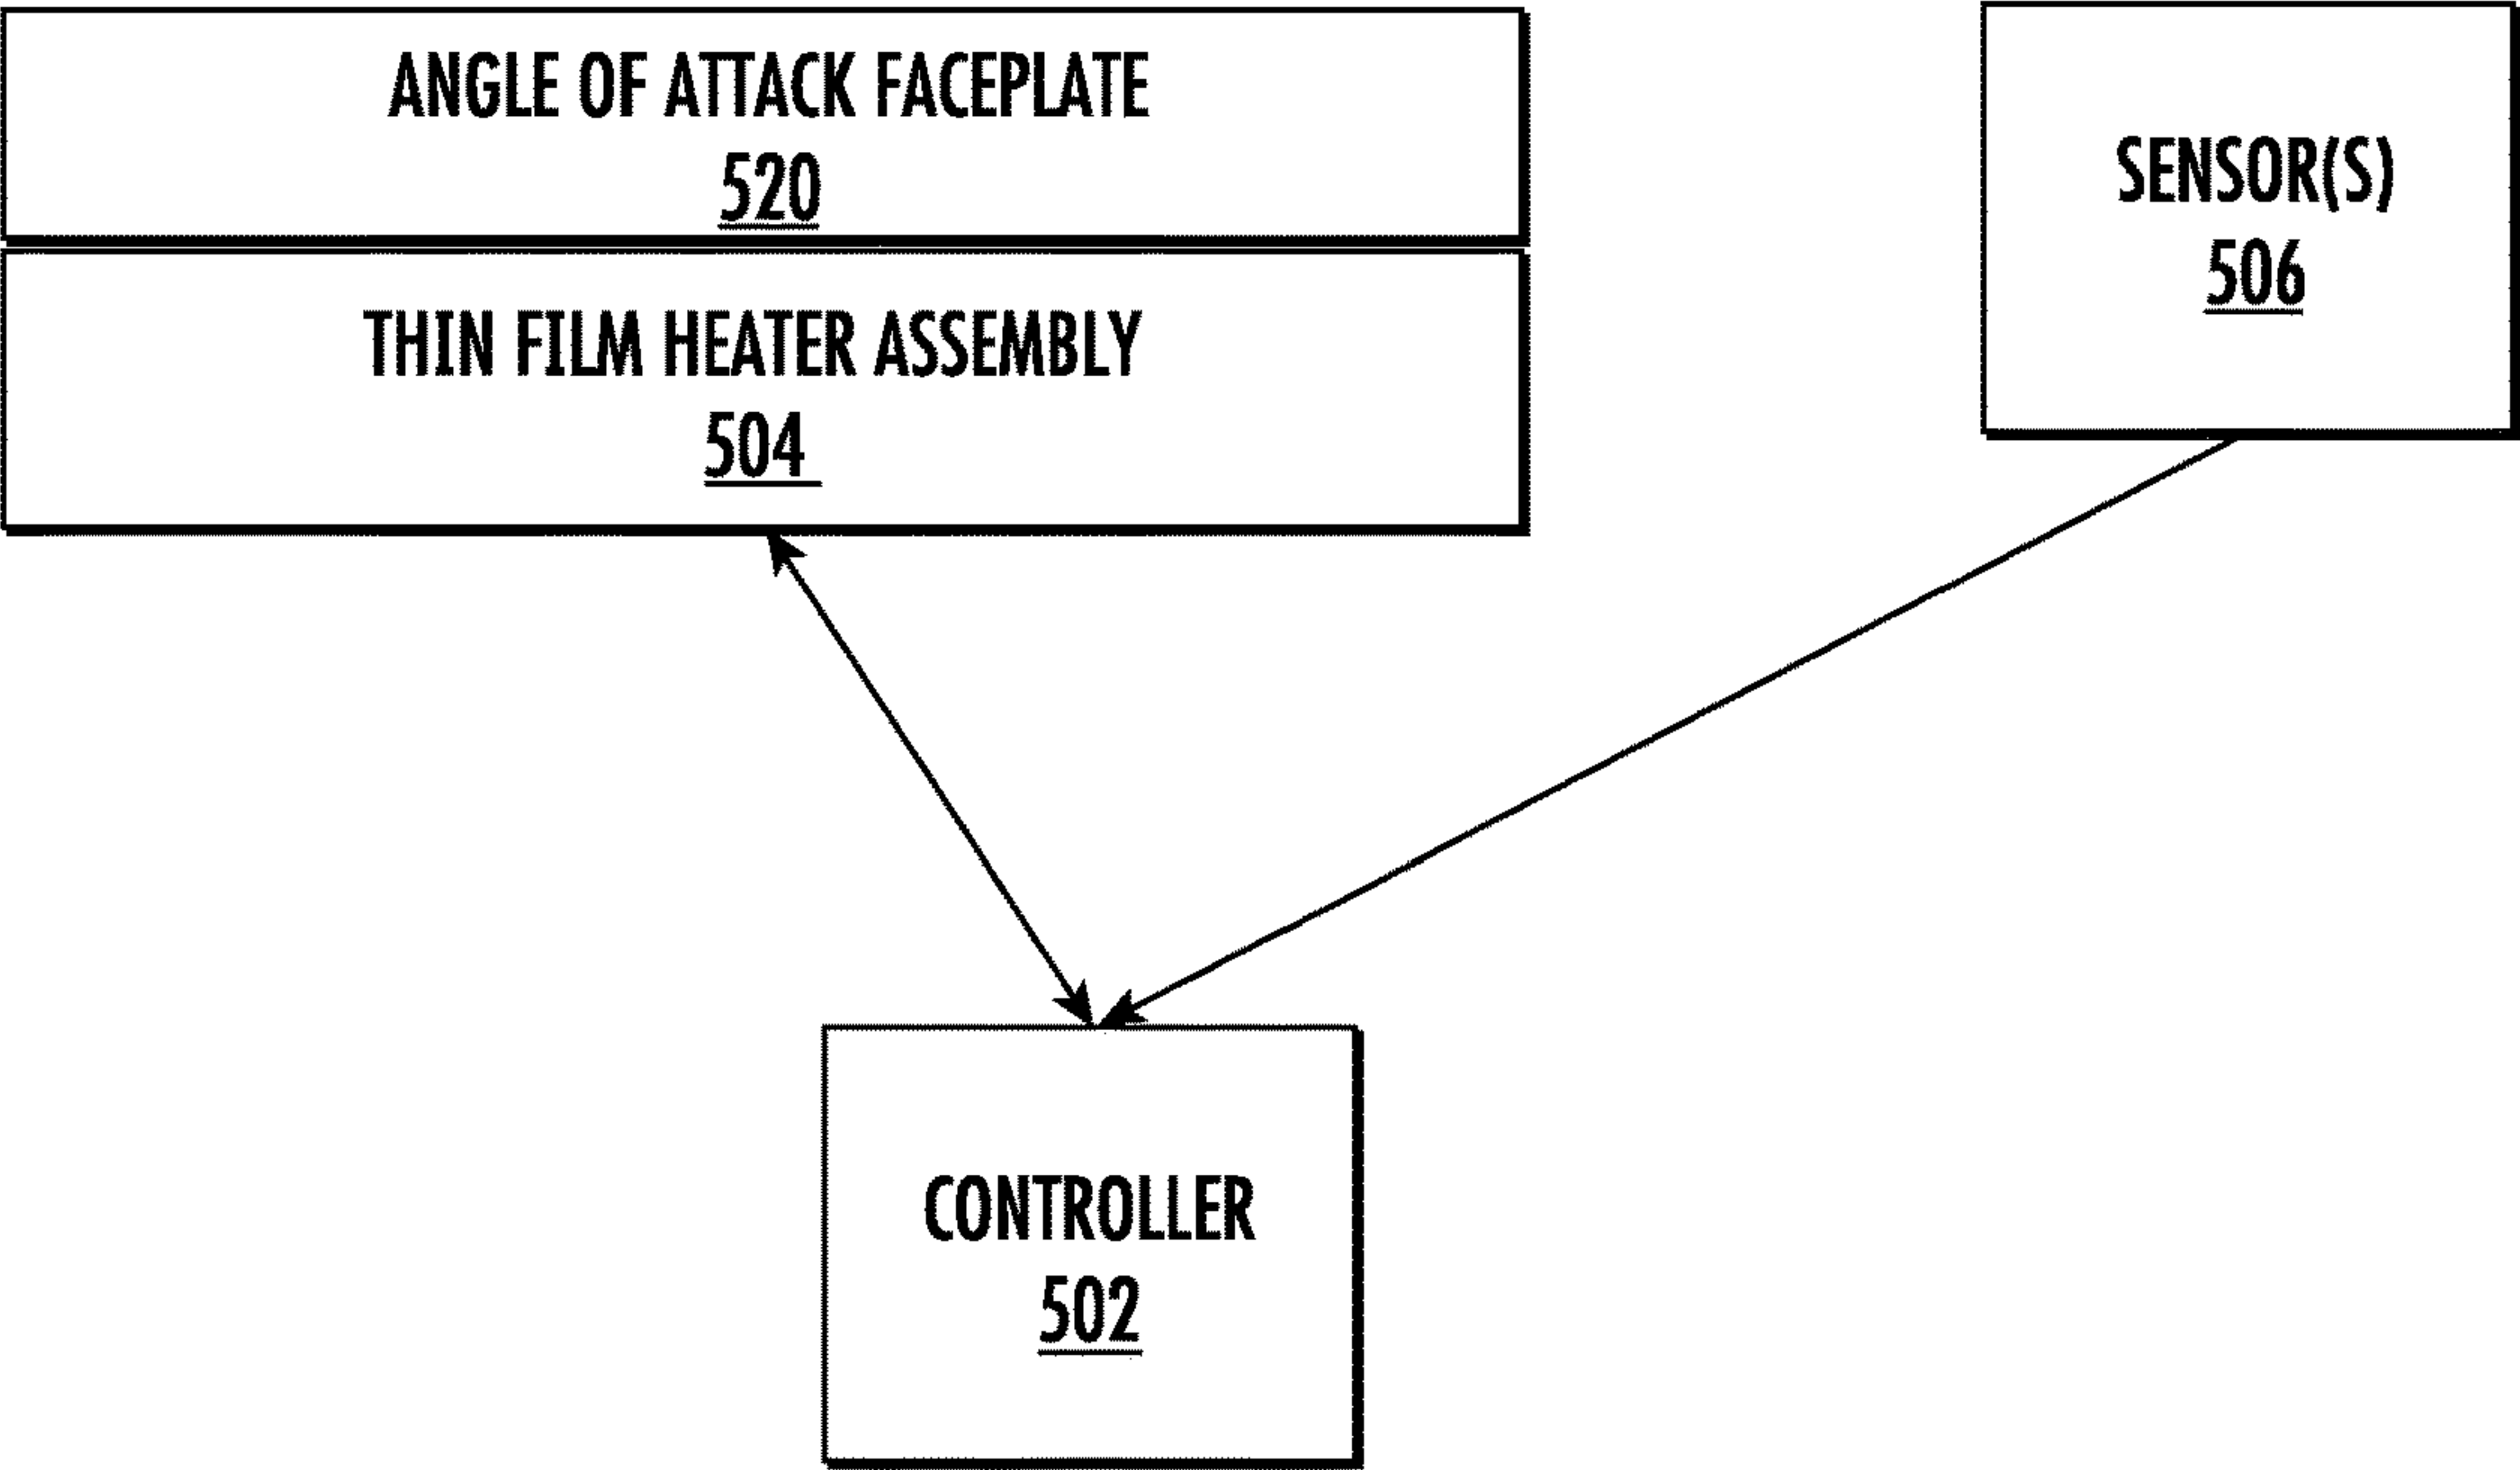 ANGLE OF ATTACK FACEPLATE
520
THIN FILM HEATER ASSEMBLY
504
SENSOR(S)
506
CONTROLLER
502